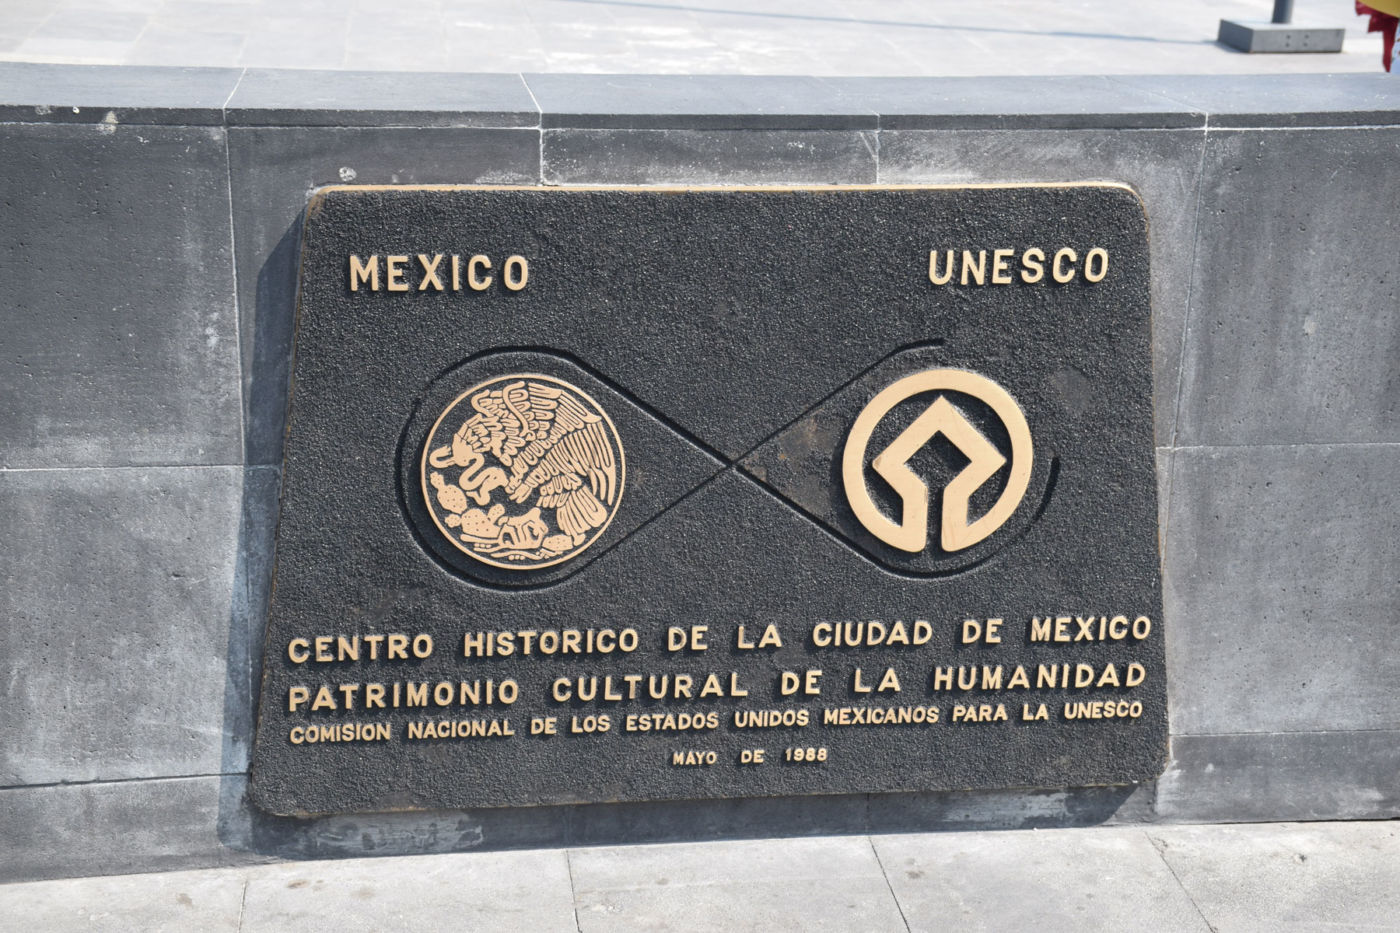 MEXICO
UNESCO
CENTRO HISTORICO DE LA CIUDAD DE MEXICO
PATRIMONIO CULTURAL DE LA HUMANIDAD
COMISION NACIONAL DE LOS ESTADOS UNIDOS MEXICANOS PARA LA UNESCO
MAYO DE 1988